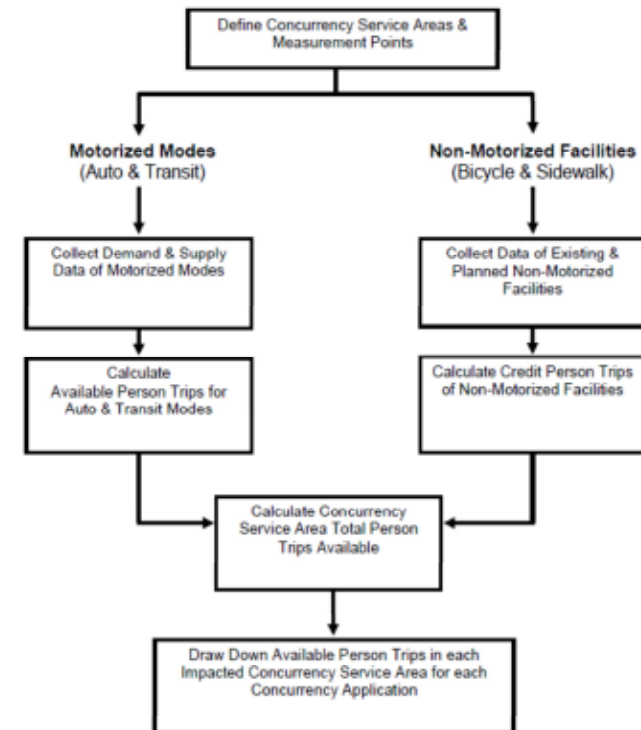 Define Concurrency Service Areas &
Measurement Points
Motorized Modes
(Auto & Transit)
Non-Motorized Facilities
(Bicycle & Sidewalk)
Collect Demand & Supply
Data of Motorized Modes
Collect Data of Existing &
Planned Non-Motorized
Facilities
Calculate
Available Person Trips for
Auto & Transit Modes
Calculate Credit Person Trips
of Non-Motorized Facilities
Calculate Concurrency
Service Area Total Person
Trips Available
Draw Down Available Person Trips in each
Impacted Concurrency Service Area for each
Concurrency Application